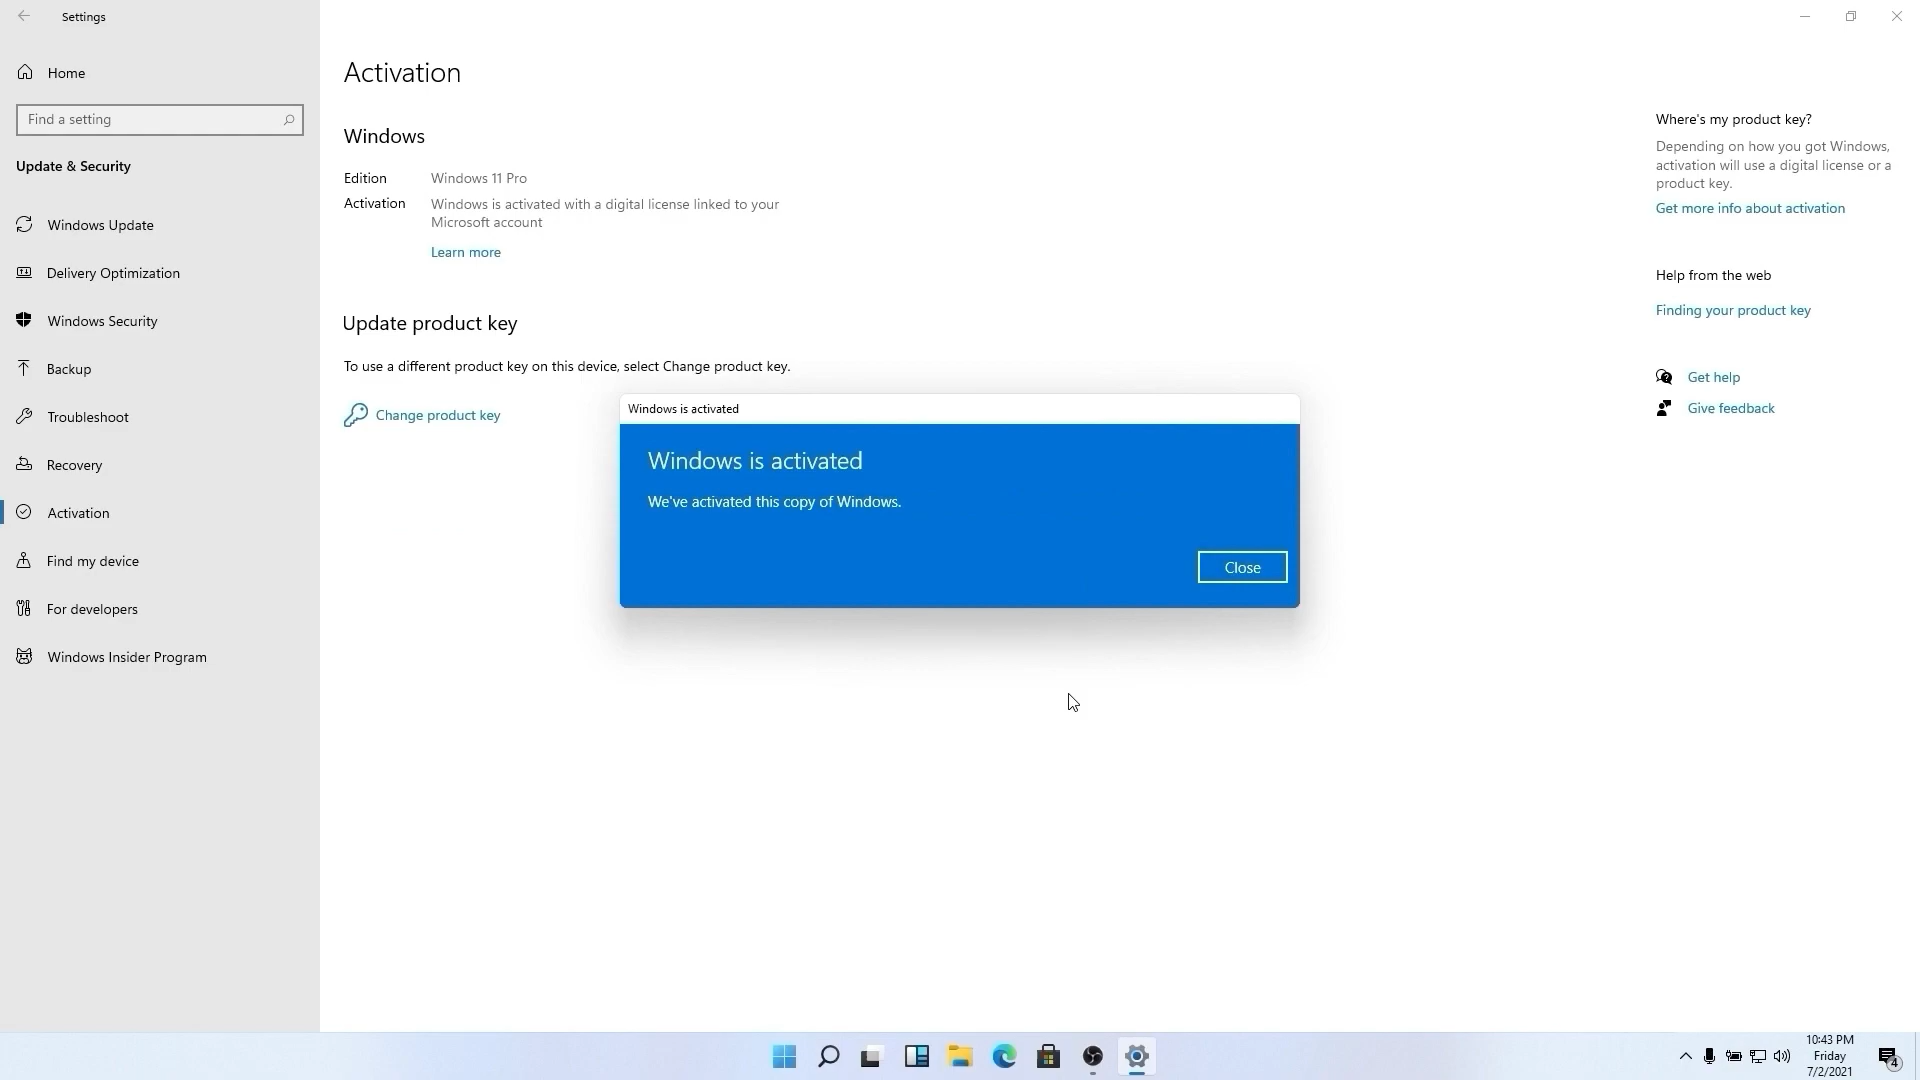 Settings
Home
Find a setting
Update & Security
Windows Update
Delivery Optimization
Windows Security
Backup
Troubleshoot
Recovery
Activation
Find my device
For developers
Windows Insider Program
Activation
Windows
Edition Windows 11 Pro
Activation Windows is activated with a digital license linked to your
Microsoft account
Learn more
Update product key
To use a different product key on this device, select Change product key.
Change product key
Windows is activated
Windows is activated
We've activated this copy of Windows.
Close
Where's my product key?
Depending on how you got Windows,
activation will use a digital license or a
product key.
Get more info about activation
Help from the web
Finding your product key
Get help
Give feedback
10:43 PM
Friday
7/2/2021
4